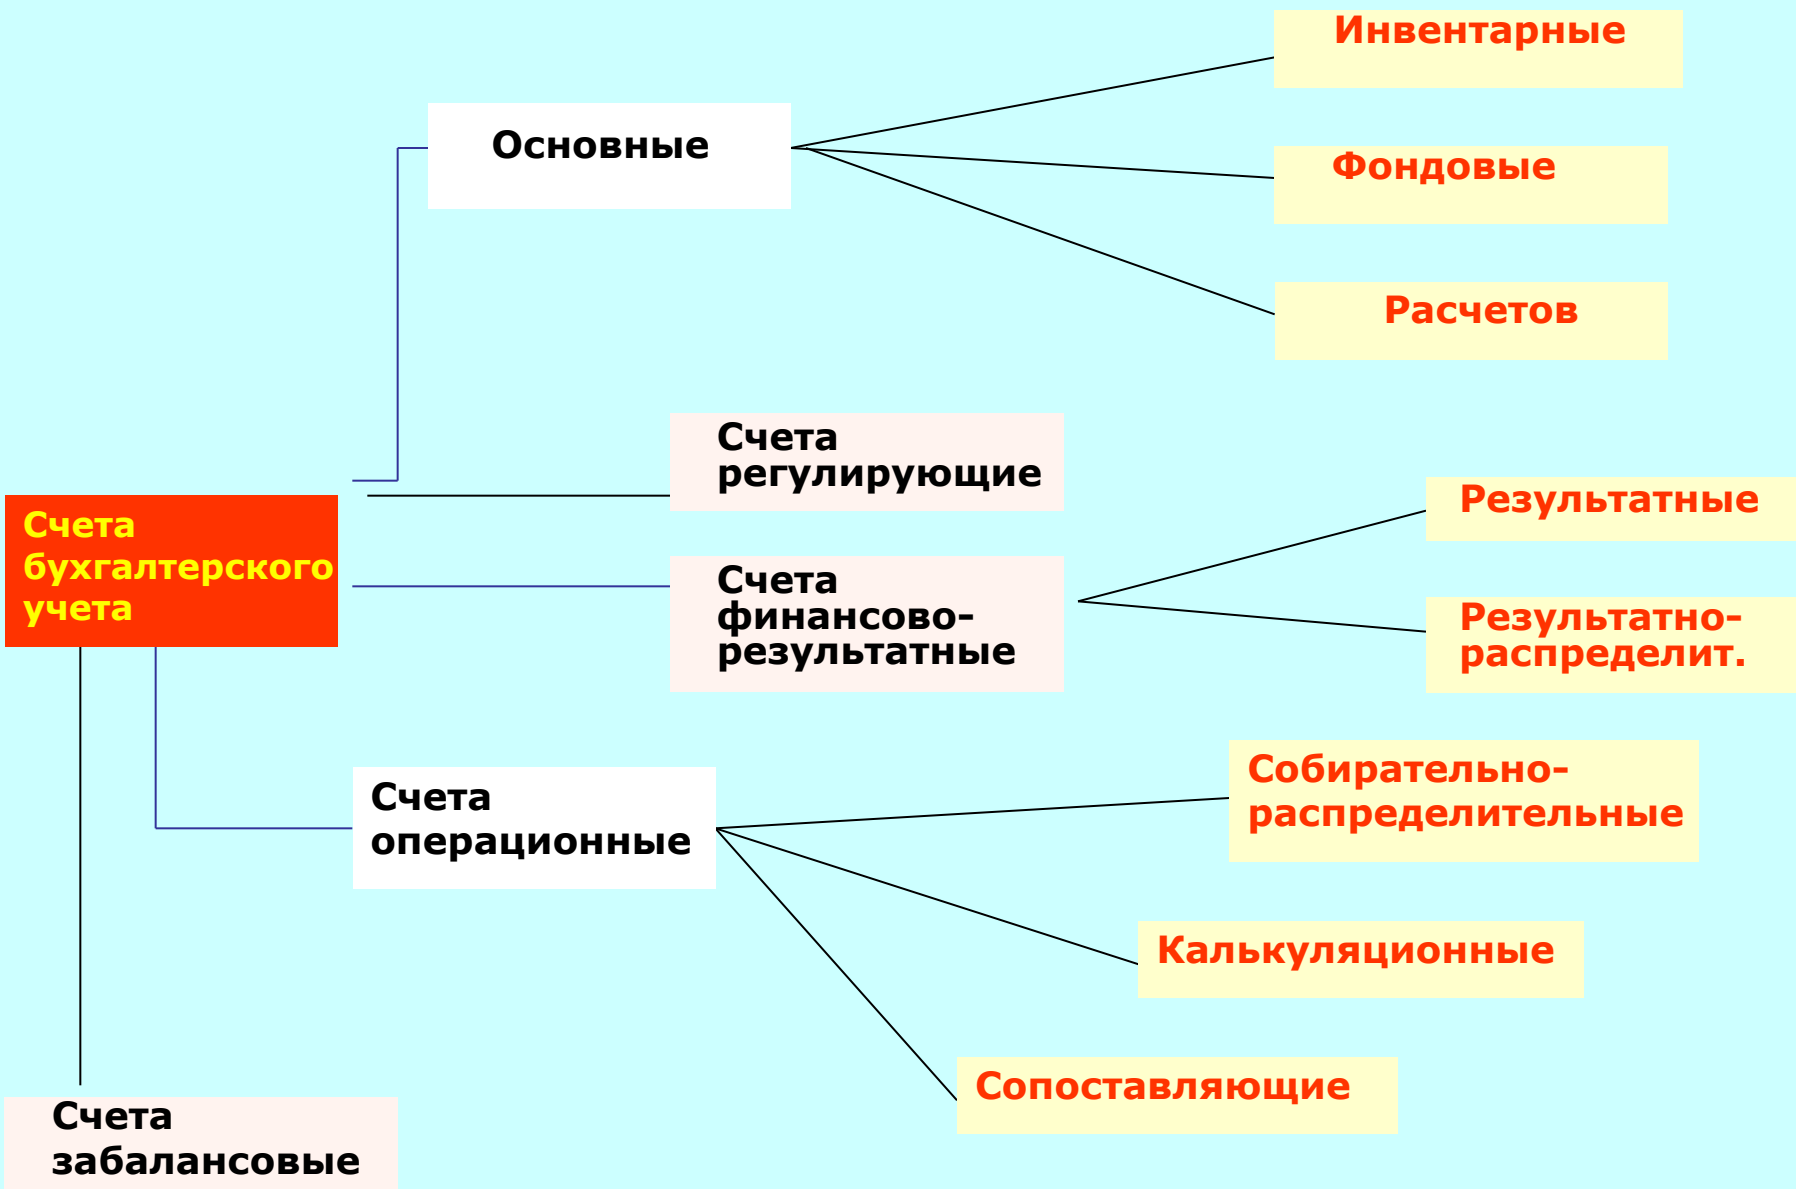 Инвентарные
Основные
Фондовые
Расчетов
Счета
регулирующие
Результатные
Счета
бухгалтерского
учета
Счета
финансово-
результатные
Результатно-
распределит.
Счета
операционные
Собирательно-
распределительные
Калькуляционные
Сопоставляющие
Счета
забалансовые